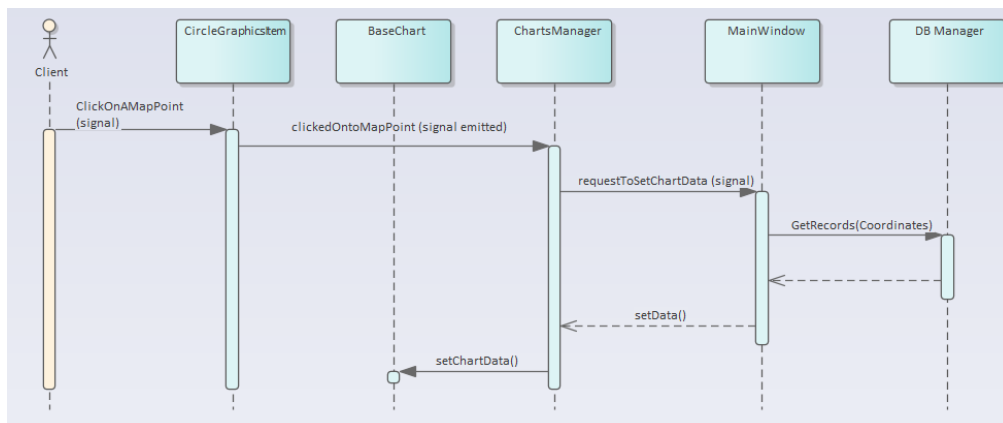 CircleGraphicsItem
BaseChart
ChartsManager
MainWindow
DB Manager
Client
ClickOnAMapPoint
(signal)
clickedOntoMapPoint (signal emitted)
requestToSetChartData (signal)
GetRecords(Coordinates)
setData()
setChartData()